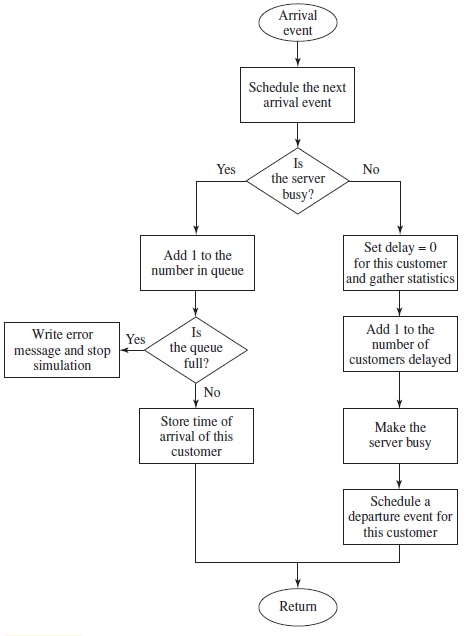 Arrival
event
Schedule the next
arrival event
Is
the server
busy?
Yes
No
Add 1 to the
number in queue
Set delay = 0
for this customer
and gather statistics
Is
the queue
full?
Yes
No
Write error
message and stop
simulation
Add 1 to the
number of
customers delayed
Store time of
arrival of this
customer
Make the
server busy
Schedule a
departure event for
this customer
Return